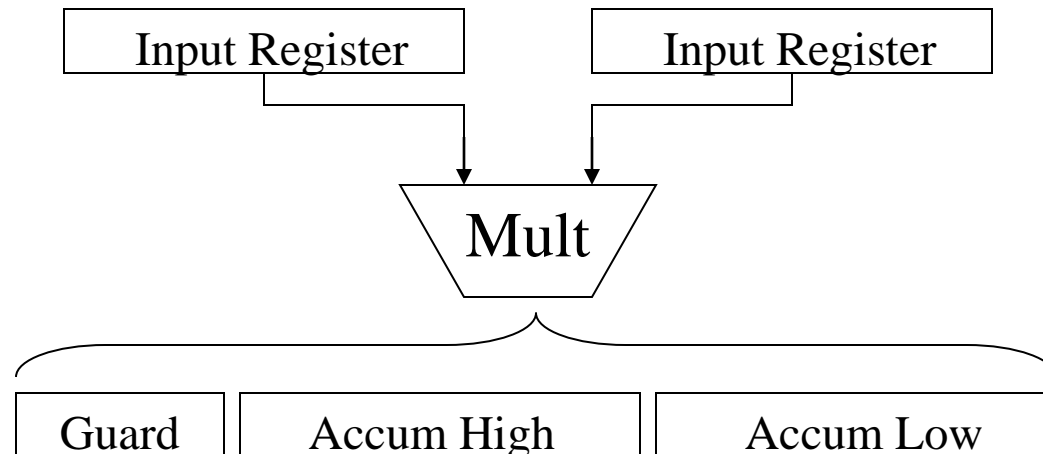 Input Register
Input Register
Mult
Guard
Accum High
Accum Low